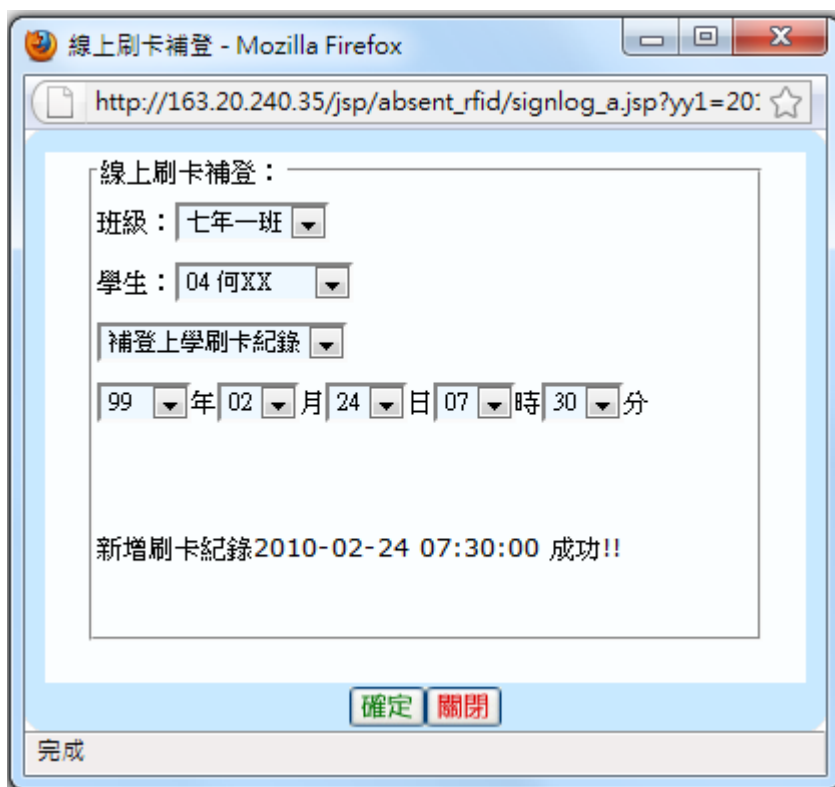 線上刷卡補登 - Mozilla Firefox
http://163.20.240.35/jsp/absent_rfid/signlog_a.jsp?yy1=201
線上刷卡補登：
班級：七年一班
學生：04 何XX
補登上學刷卡紀錄
99 年 02 月 24 日 07 時 30 分
新增刷卡紀錄2010-02-24 07:30:00 成功!!
確定 關閉
完成